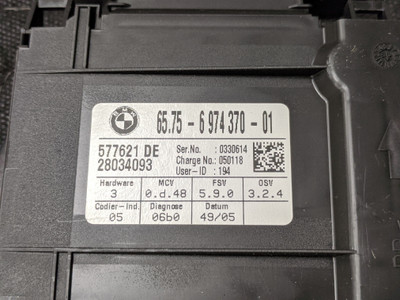 BMW
65.75 - 6 974 370 - 01
577621 DE
28034093
Ser.No. : 0330614
Charge No.: 050118
User-ID : 194
Hardware MCV FSV OSV
3 0.d.48 5.9.0 3.2.4
Codier-Ind. Diagnose Datum
05 06b0 49/05